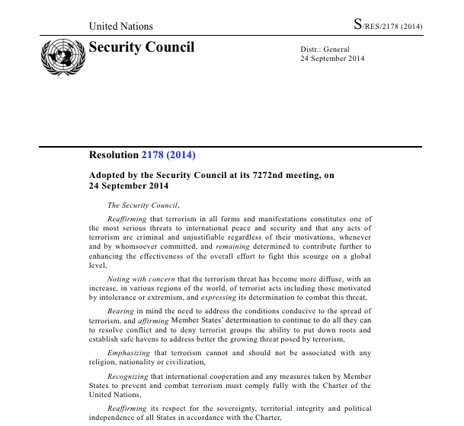 United Nations S/RES/2178 (2014)
Security Council
Distr.: General
24 September 2014
Resolution 2178 (2014)
Adopted by the Security Council at its 7272nd meeting, on
24 September 2014
The Security Council,
Reaffirming that terrorism in all forms and manifestations constitutes one of
the most serious threats to international peace and security and that any acts of
terrorism are criminal and unjustifiable regardless of their motivations, whenever
and by whomsoever committed, and remaining determined to contribute further to
enhancing the effectiveness of the overall effort to fight this scourge on a global
level,
Noting with concern that the terrorism threat has become more diffuse, with an
increase, in various regions of the world, of terrorist acts including those motivated
by intolerance or extremism, and expressing its determination to combat this threat,
Bearing in mind the need to address the conditions conducive to the spread of
terrorism, and affirming Member States’ determination to continue to do all they can
to resolve conflict and to deny terrorist groups the ability to put down roots and
establish safe havens to address better the growing threat posed by terrorism,
Emphasizing that terrorism cannot and should not be associated with any
religion, nationality or civilization,
Recognizing that international cooperation and any measures taken by Member
States to prevent and combat terrorism must comply fully with the Charter of the
United Nations,
Reaffirming its respect for the sovereignty, territorial integrity and political
independence of all States in accordance with the Charter,